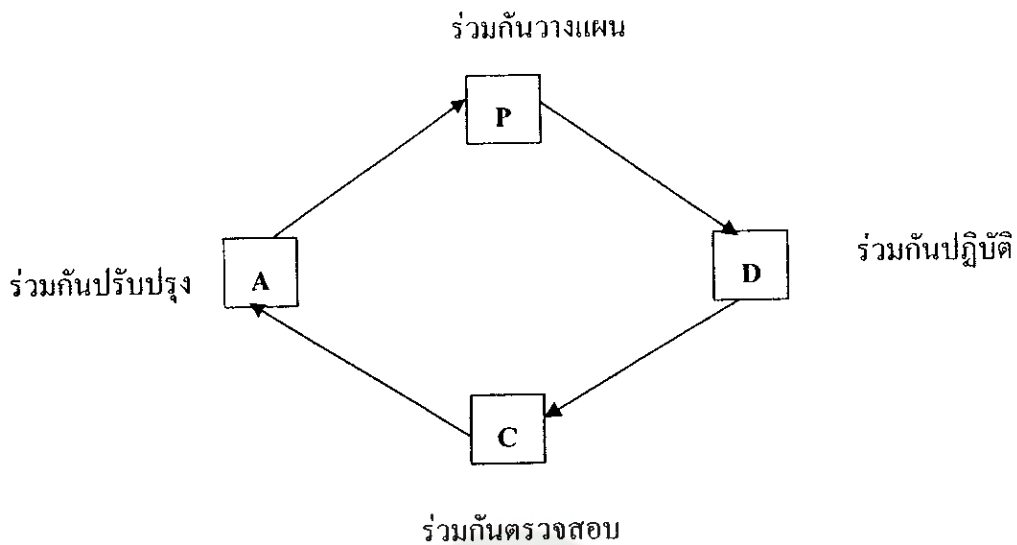 ร่วมกันวางแผน
P
ร่วมกันปรับปรุง A D ร่วมกันปฏิบัติ
C
ร่วมกันตรวจสอบ